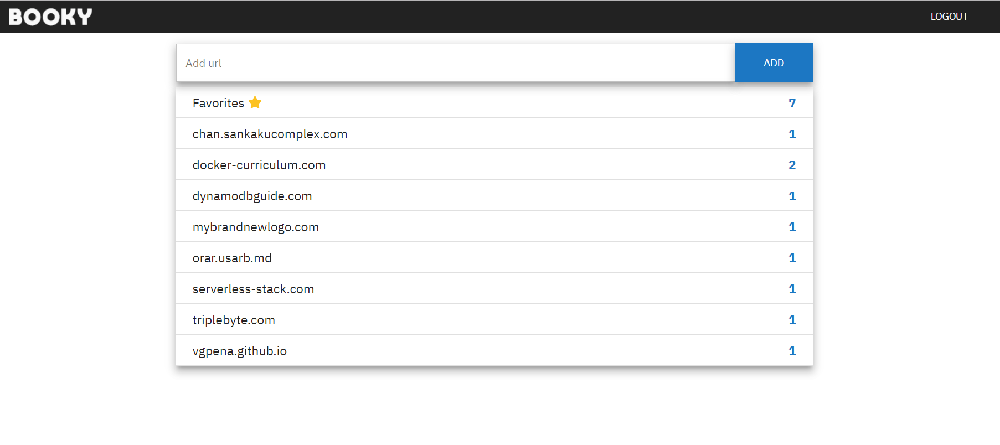 BOOKY LOGOUT
Add url ADD
Favorites 7
chan.sankakucomplex.com 1
docker-curriculum.com 2
dynamodbguide.com 1
mybrandnewlogo.com 1
orar.usarb.md 1
serverless-stack.com 1
triplebyte.com 1
vgpena.github.io 1